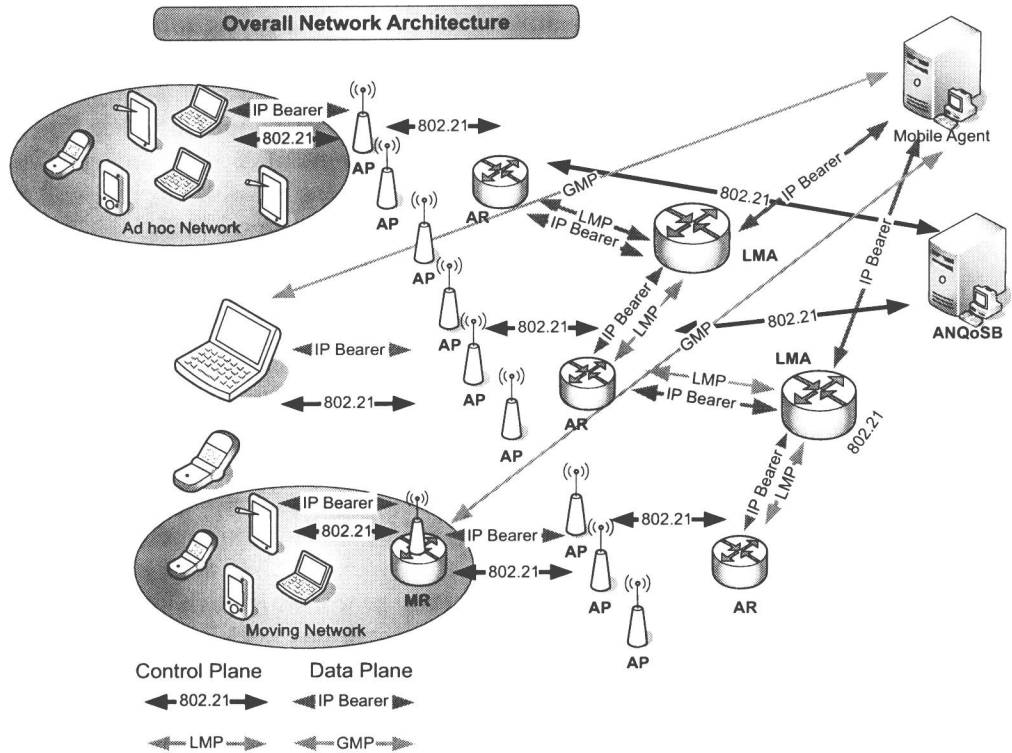 Overall Network Architecture
Mobile Agent
IP Bearer
802.21
802.21
AP
AP
AR
GMP
802.21
IP Bearer
Ad hoc Network
LMP
IP Bearer
LMA
AP
IP Bearer
ANQoSB
AP
802.21
IP Bearer
LMP
GMP
802.21
IP Bearer
AP
LMA
LMP
IP Bearer
802.21
AR
AP
802.21
IP Bearer
LMP
IP Bearer
802.21
MR
IP Bearer
802.21
AP
802.21
AP
AR
Moving Network
AP
Control Plane
Data Plane
802.21
IP Bearer
LMP
GMP